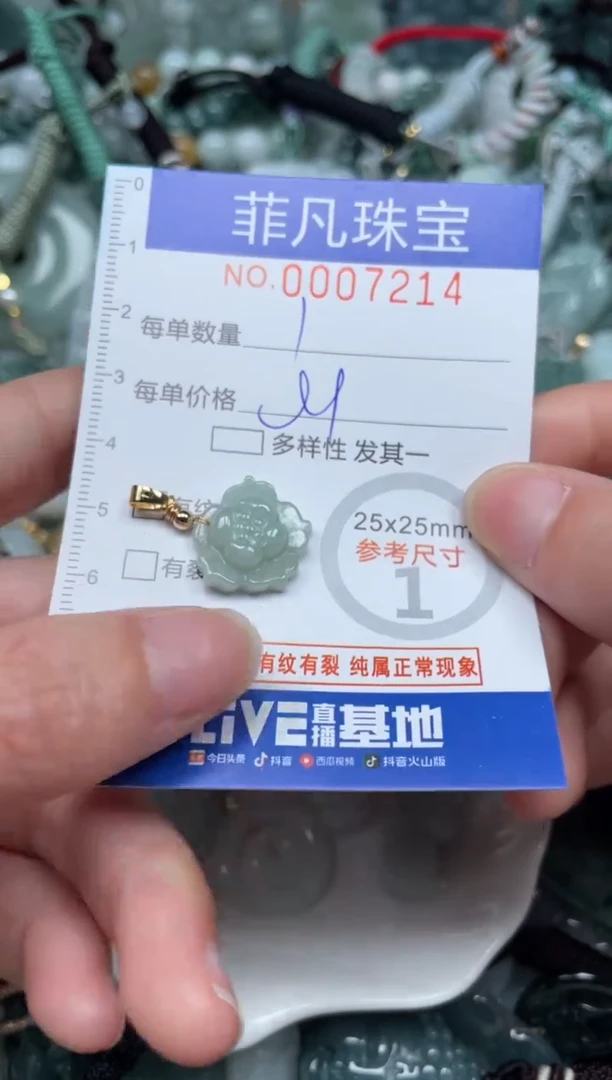 0
菲凡珠宝
1
NO.0007214
2
每单数量 1
3
每单价格
4
多样性 发其一
5
25x25mm
参考尺寸
1
6
有裂
有纹有裂 纯属正常现象
LIVE直播基地
今日头条 抖音 西瓜视频 抖音火山版